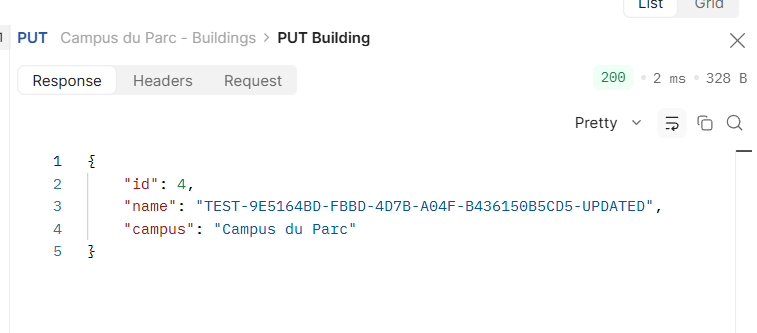 List Grid
1 PUT Campus du Parc - Buildings > PUT Building
Response Headers Request
200 • 2 ms • 328 B
Pretty
1 {
2 "id": 4,
3 "name": "TEST-9E5164BD-FBBD-4D7B-A04F-B436150B5CD5-UPDATED",
4 "campus": "Campus du Parc"
5 }